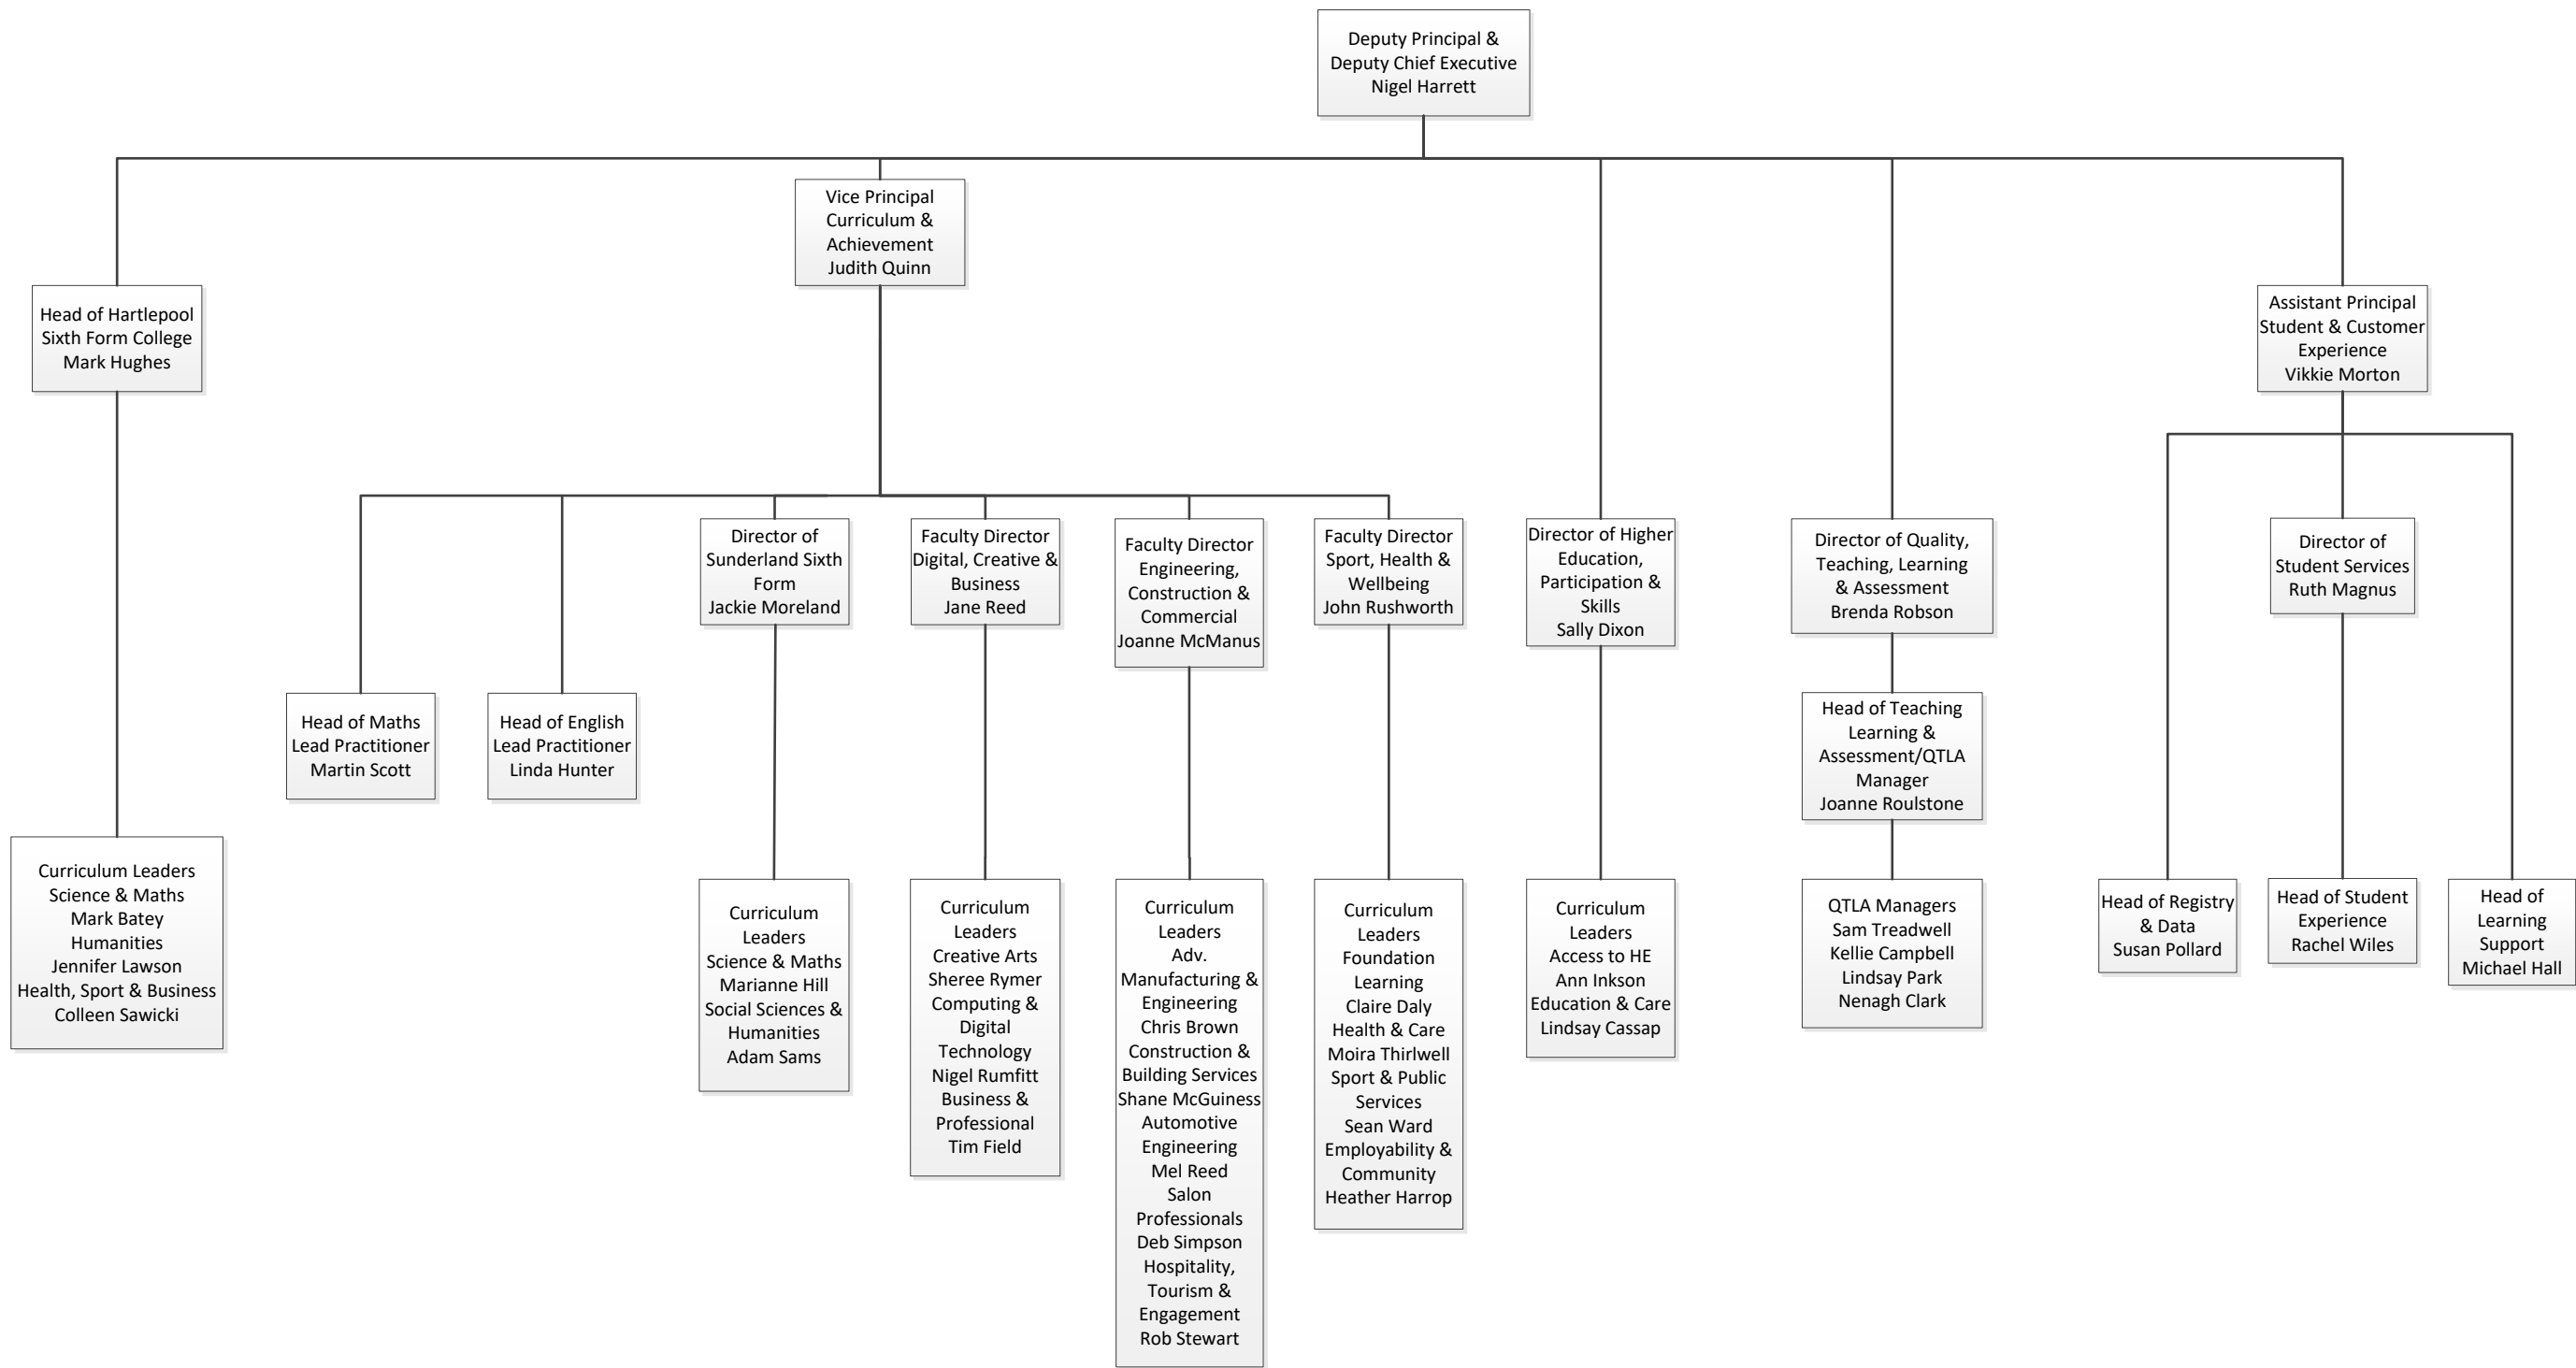 Deputy Principal &
Deputy Chief Executive
Nigel Harrett
Vice Principal
Curriculum &
Achievement
Judith Quinn
Head of Hartlepool
Sixth Form College
Mark Hughes
Assistant Principal
Student & Customer
Experience
Vikkie Morton
Director of
Sunderland Sixth
Form
Jackie Moreland
Faculty Director
Digital, Creative &
Business
Jane Reed
Faculty Director
Engineering,
Construction &
Commercial
Joanne McManus
Faculty Director
Sport, Health &
Wellbeing
John Rushworth
Director of Higher
Education,
Participation &
Skills
Sally Dixon
Director of Quality,
Teaching, Learning
& Assessment
Brenda Robson
Director of
Student Services
Ruth Magnus
Head of Maths
Lead Practitioner
Martin Scott
Head of English
Lead Practitioner
Linda Hunter
Head of Teaching
Learning &
Assessment/QTLA
Manager
Joanne Roulstone
Curriculum Leaders
Science & Maths
Mark Batey
Humanities
Jennifer Lawson
Health, Sport & Business
Colleen Sawicki
Curriculum
Leaders
Science & Maths
Marianne Hill
Social Sciences &
Humanities
Adam Sams
Curriculum
Leaders
Creative Arts
Sheree Rymer
Computing &
Digital
Technology
Nigel Rumfitt
Business &
Professional
Tim Field
Curriculum
Leaders
Adv.
Manufacturing &
Engineering
Chris Brown
Construction &
Building Services
Shane McGuiness
Automotive
Engineering
Mel Reed
Salon
Professionals
Deb Simpson
Hospitality,
Tourism &
Engagement
Rob Stewart
Curriculum
Leaders
Foundation
Learning
Claire Daly
Health & Care
Moira Thirlwell
Sport & Public
Services
Sean Ward
Employability &
Community
Heather Harrop
Curriculum
Leaders
Access to HE
Ann Inkson
Education & Care
Lindsay Cassap
QTLA Managers
Sam Treadwell
Kellie Campbell
Lindsay Park
Nenagh Clark
Head of Registry
& Data
Susan Pollard
Head of Student
Experience
Rachel Wiles
Head of
Learning
Support
Michael Hall